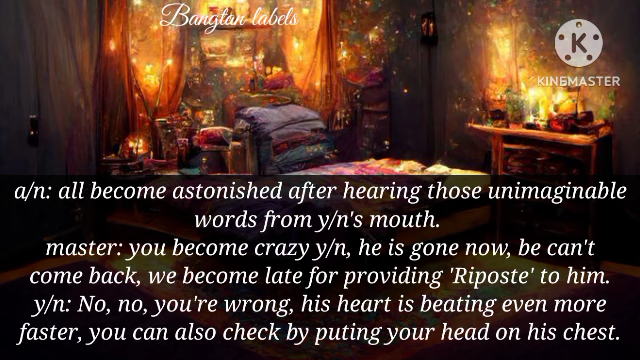 Bangtan labels
KINEMASTER
a/n: all become astonished after hearing those unimaginable
words from y/n's mouth.
master: you become crazy y/n, he is gone now, be can't
come back, we become late for providing 'Riposte' to him.
y/n: No, no, you're wrong, his heart is beating even more
faster, you can also check by puting your head on his chest.